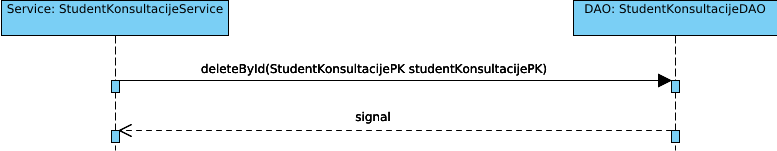 Service: StudentKonsultacijeService
DAO: StudentKonsultacijeDAO
deleteById(StudentKonsultacijePK studentKonsultacijePK)
signal